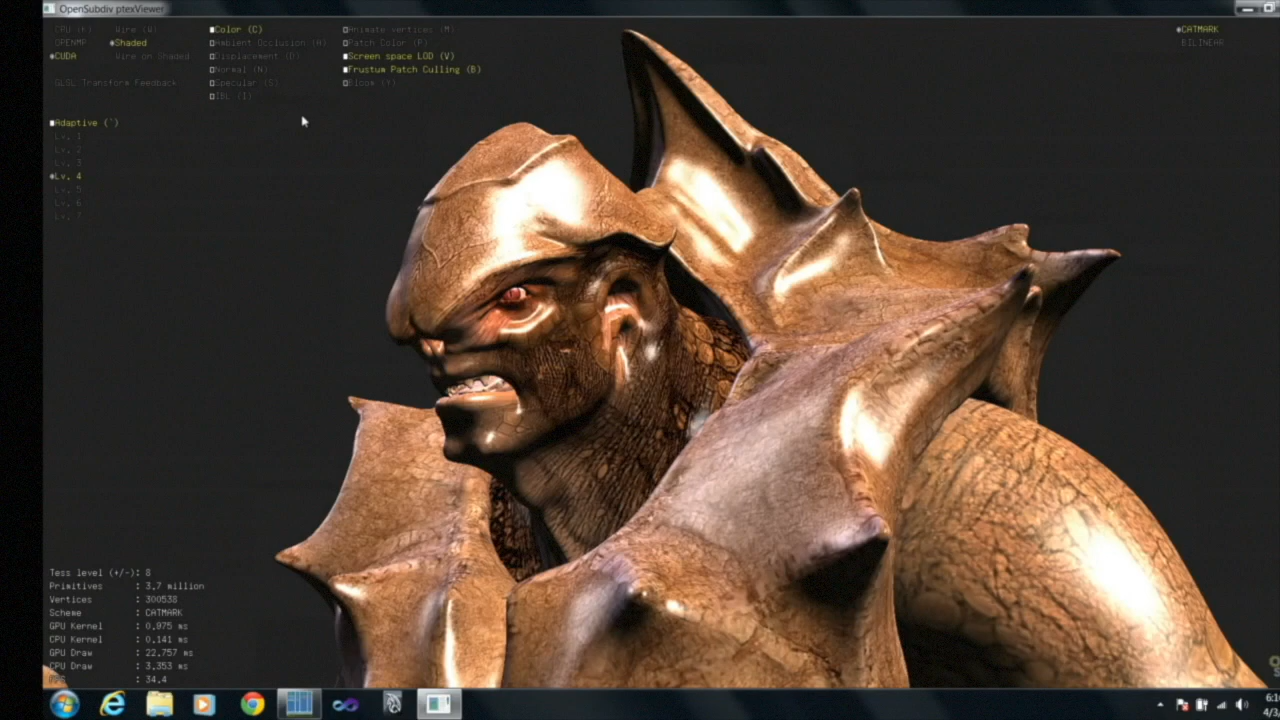 OpenSubdiv ptexViewer
CPU (K) Wire (W) Color (C) Animate vertices (M) CATMARK
OPENMP Shaded Ambient Occlusion (A) Patch Color (P) BILINEAR
CUDA Wire on Shaded Displacement (D) Screen space LOD (V)
Normal (N) Frustum Patch Culling (B)
GLSL Transform Feedback Specular (S) Bloom (Y)
IBL (I)
Adaptive (`)
Lv. 1
Lv. 2
Lv. 3
Lv. 4
Lv. 5
Lv. 6
Lv. 7
Tess level (+/-): 8
Primitives : 3.7 million
Vertices : 300538
Scheme : CATMARK
GPU Kernel : 0.975 ms
CPU Kernel : 0.141 ms
GPU Draw : 22.757 ms
CPU Draw : 3.353 ms
FPS : 34.4